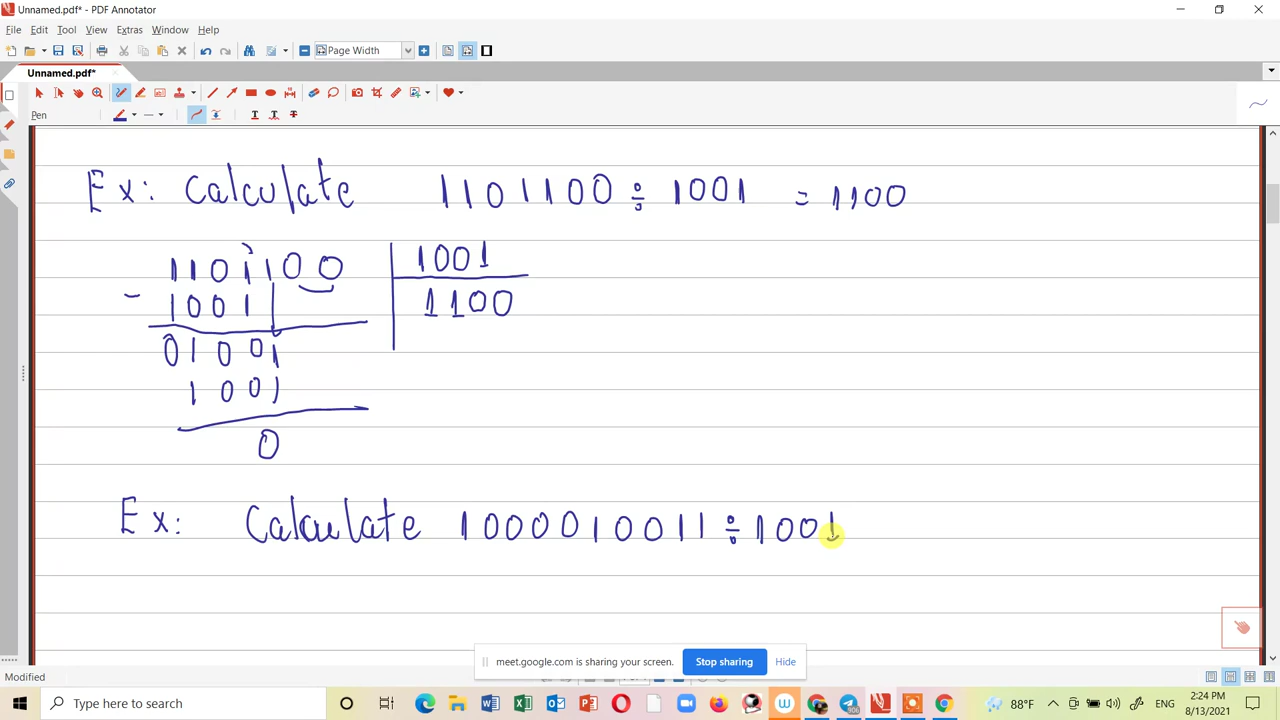 Unnamed.pdf* - PDF Annotator
File Edit Tool View Extras Window Help
Page Width
Unnamed.pdf*
Pen
Ex: Calculate 1101100 ÷ 1001 = 1100
1101100 1001
- 1001 1100
01001
1001
0
Ex: Calculate 1000010011 ÷ 1001
meet.google.com is sharing your screen. Stop sharing Hide
Modified
Type here to search
88°F ENG 2:24 PM
8/13/2021